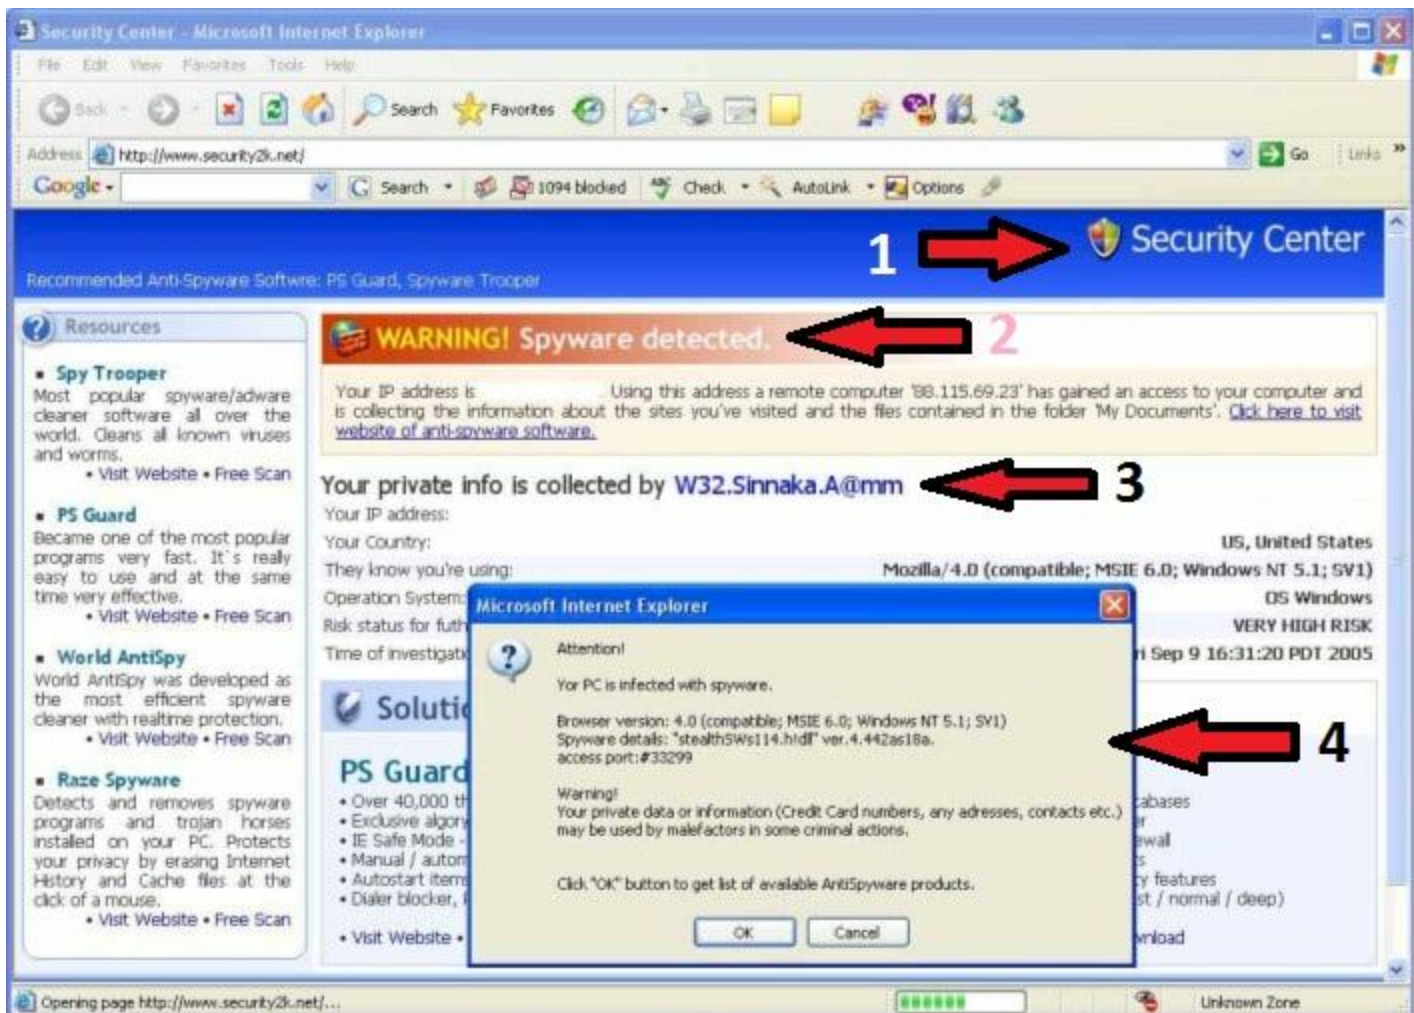 Security Center - Microsoft Internet Explorer
File Edit View Favorites Tools Help
Back Search Favorites
Address http://www.security2k.net/ Go Links »
Google Search 1094 blocked Check AutoLink Options
1 Security Center
Recommended Anti-Spyware Softwre: PS Guard, Spyware Trooper
Resources
▪ Spy Trooper
Most popular spyware/adware
cleaner software all over the
world. Cleans all known viruses
and worms.
• Visit Website • Free Scan
▪ PS Guard
Became one of the most popular
programs very fast. It`s really
easy to use and at the same
time very effective.
• Visit Website • Free Scan
▪ World AntiSpy
World AntiSpy was developed as
the most efficient spyware
cleaner with realtime protection.
• Visit Website • Free Scan
▪ Raze Spyware
Detects and removes spyware
programs and trojan horses
instaled on your PC. Protects
your privacy by erasing Internet
History and Cache files at the
click of a mouse.
• Visit Website • Free Scan
WARNING! Spyware detected. 2
Your IP address is . Using this address a remote computer '88.115.69.23' has gained an access to your computer and
is collecting the information about the sites you've visited and the files contained in the folder 'My Documents'. Click here to visit
website of anti-spyware software.
Your private info is collected by W32.Sinnaka.A@mm 3
Your IP address:
Your Country: US, United States
They know you're using: Mozilla/4.0 (compatible; MSIE 6.0; Windows NT 5.1; SV1)
Operation System: OS Windows
Risk status for futh VERY HIGH RISK
Time of investigati i Sep 9 16:31:20 PDT 2005
Solutio
PS Guard
• Over 40,000 th abases
• Exclusive algory er
• IE Safe Mode - ewall
• Manual / autom s
• Autostart items ty features
• Dialer blocker, st / normal / deep)
• Visit Website • wnload
Microsoft Internet Explorer
Attention!
Yor PC is infected with spyware.
Browser version: 4.0 (compatible; MSIE 6.0; Windows NT 5.1; SV1)
Spyware details: "stealthSWs114.h!dl" ver.4.442as18a.
access port:#33299
4
Warning!
Your private data or information (Credit Card numbers, any adresses, contacts etc.)
may be used by malefactors in some criminal actions.
Click "OK" button to get list of available AntiSpyware products.
OK Cancel
Opening page http://www.security2k.net/... Unknown Zone